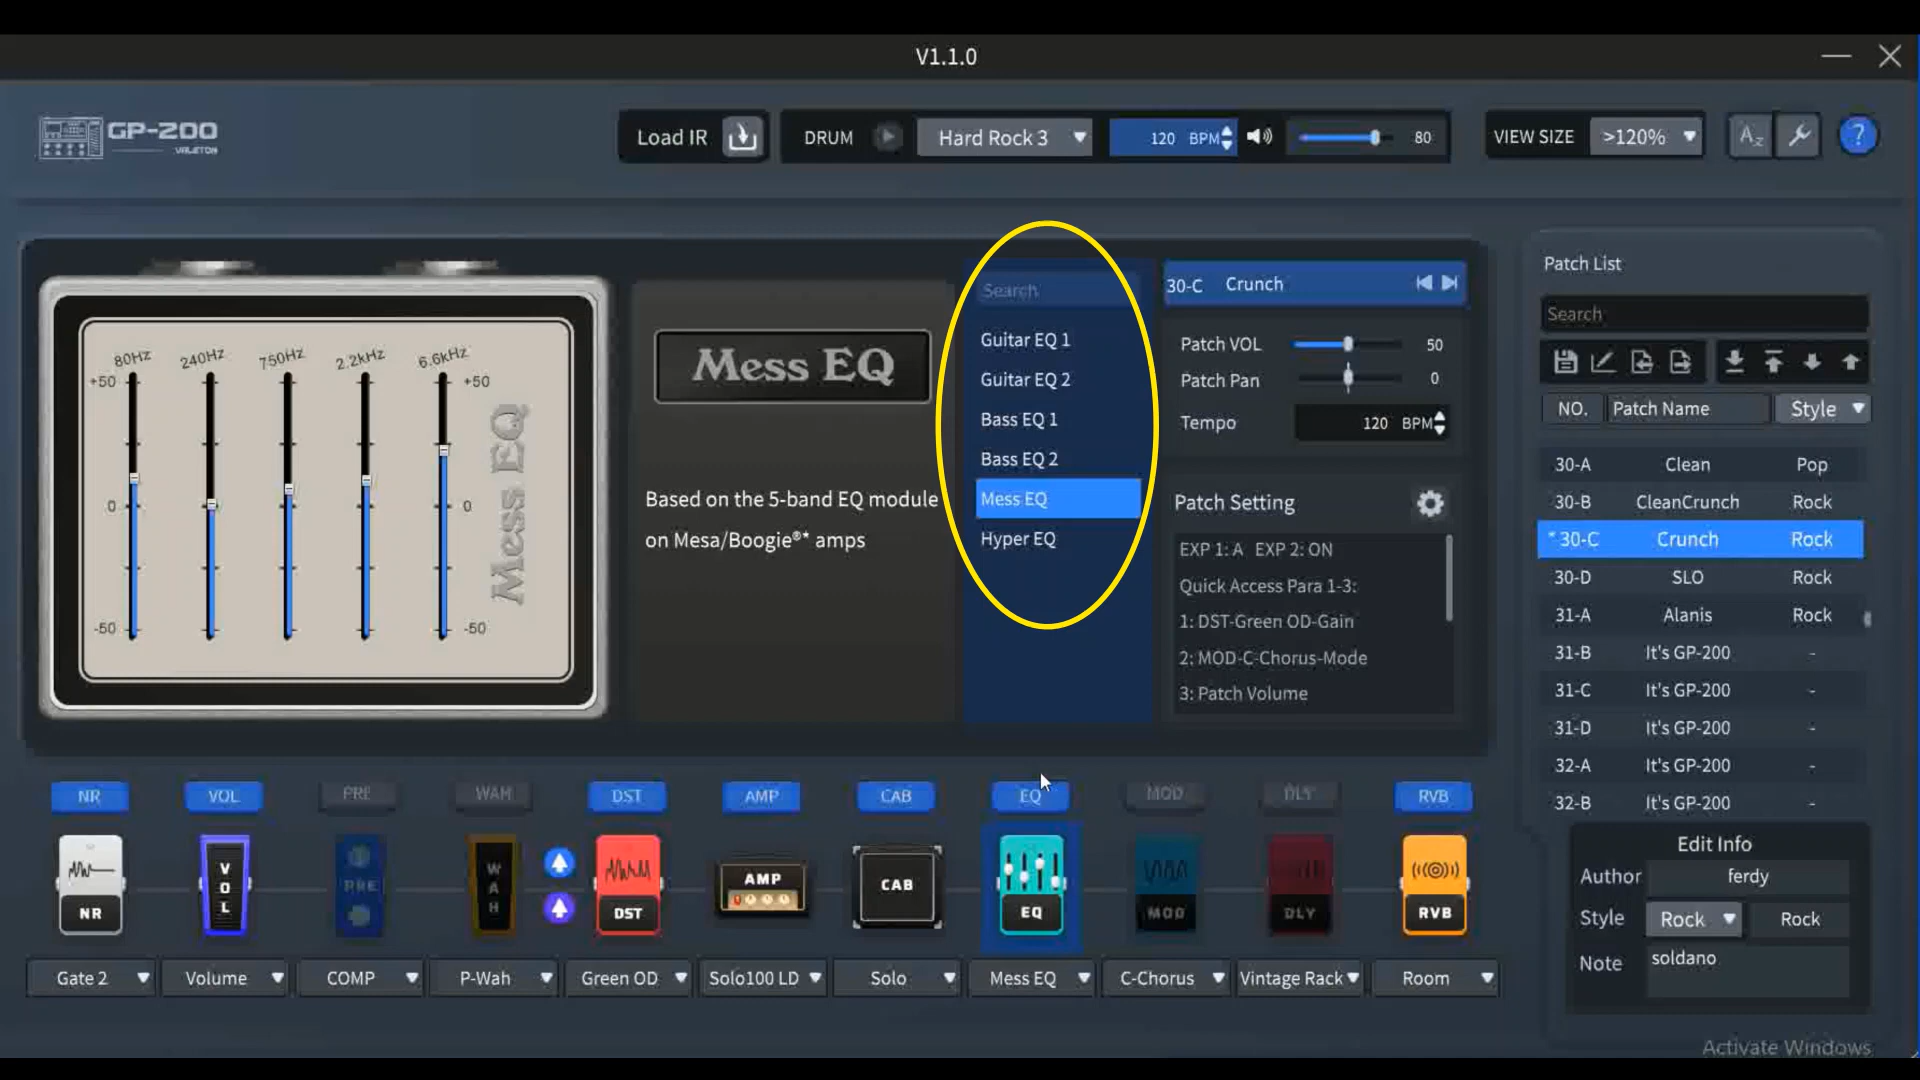 V1.1.0
GP-200
VALETON
Load IR
DRUM
Hard Rock 3
120 BPM
80
VIEW SIZE
>120%
Az
?
Mess EQ
80Hz 240Hz 750Hz 2.2kHz 6.6kHz
+50 +50
0 0
-50 -50
Mess EQ
Based on the 5-band EQ module
on Mesa/Boogie®* amps
Search
Guitar EQ 1
Guitar EQ 2
Bass EQ 1
Bass EQ 2
Mess EQ
Hyper EQ
30-C Crunch
Patch VOL 50
Patch Pan 0
Tempo 120 BPM
Patch Setting
EXP 1: A EXP 2: ON
Quick Access Para 1-3:
1: DST-Green OD-Gain
2: MOD-C-Chorus-Mode
3: Patch Volume
Patch List
Search
NO. Patch Name Style
30-A Clean Pop
30-B CleanCrunch Rock
* 30-C Crunch Rock
30-D SLO Rock
31-A Alanis Rock
31-B It's GP-200 -
31-C It's GP-200 -
31-D It's GP-200 -
32-A It's GP-200 -
32-B It's GP-200 -
Edit Info
Author ferdy
Style Rock Rock
Note soldano
NR VOL PRE WAH DST AMP CAB EQ MOD DLY RVB
NR VOL PRE WAH DST AMP CAB EQ MOD DLY RVB
Gate 2 Volume COMP P-Wah Green OD Solo100 LD Solo Mess EQ C-Chorus Vintage Rack Room
Activate Windows